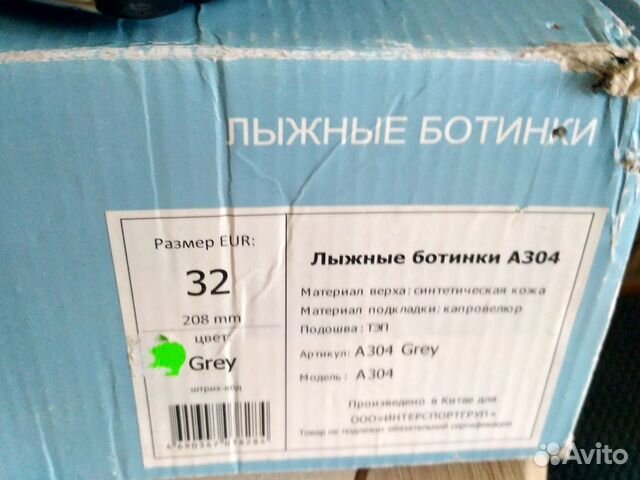 ЛЫЖНЫЕ БОТИНКИ
Размер EUR:
32
208 mm
цвет:
Grey
штрих-код
Лыжные ботинки А304
Материал верха: синтетическая кожа
Материал подкладки: капровелюр
Подошва: ТЭП
Артикул: А304 Grey
Модель: А304
Произведено в Китае для
ООО«ИНТЕРСПОРТГРУП»
Товар не подлежит обязательной сертификации
Avito